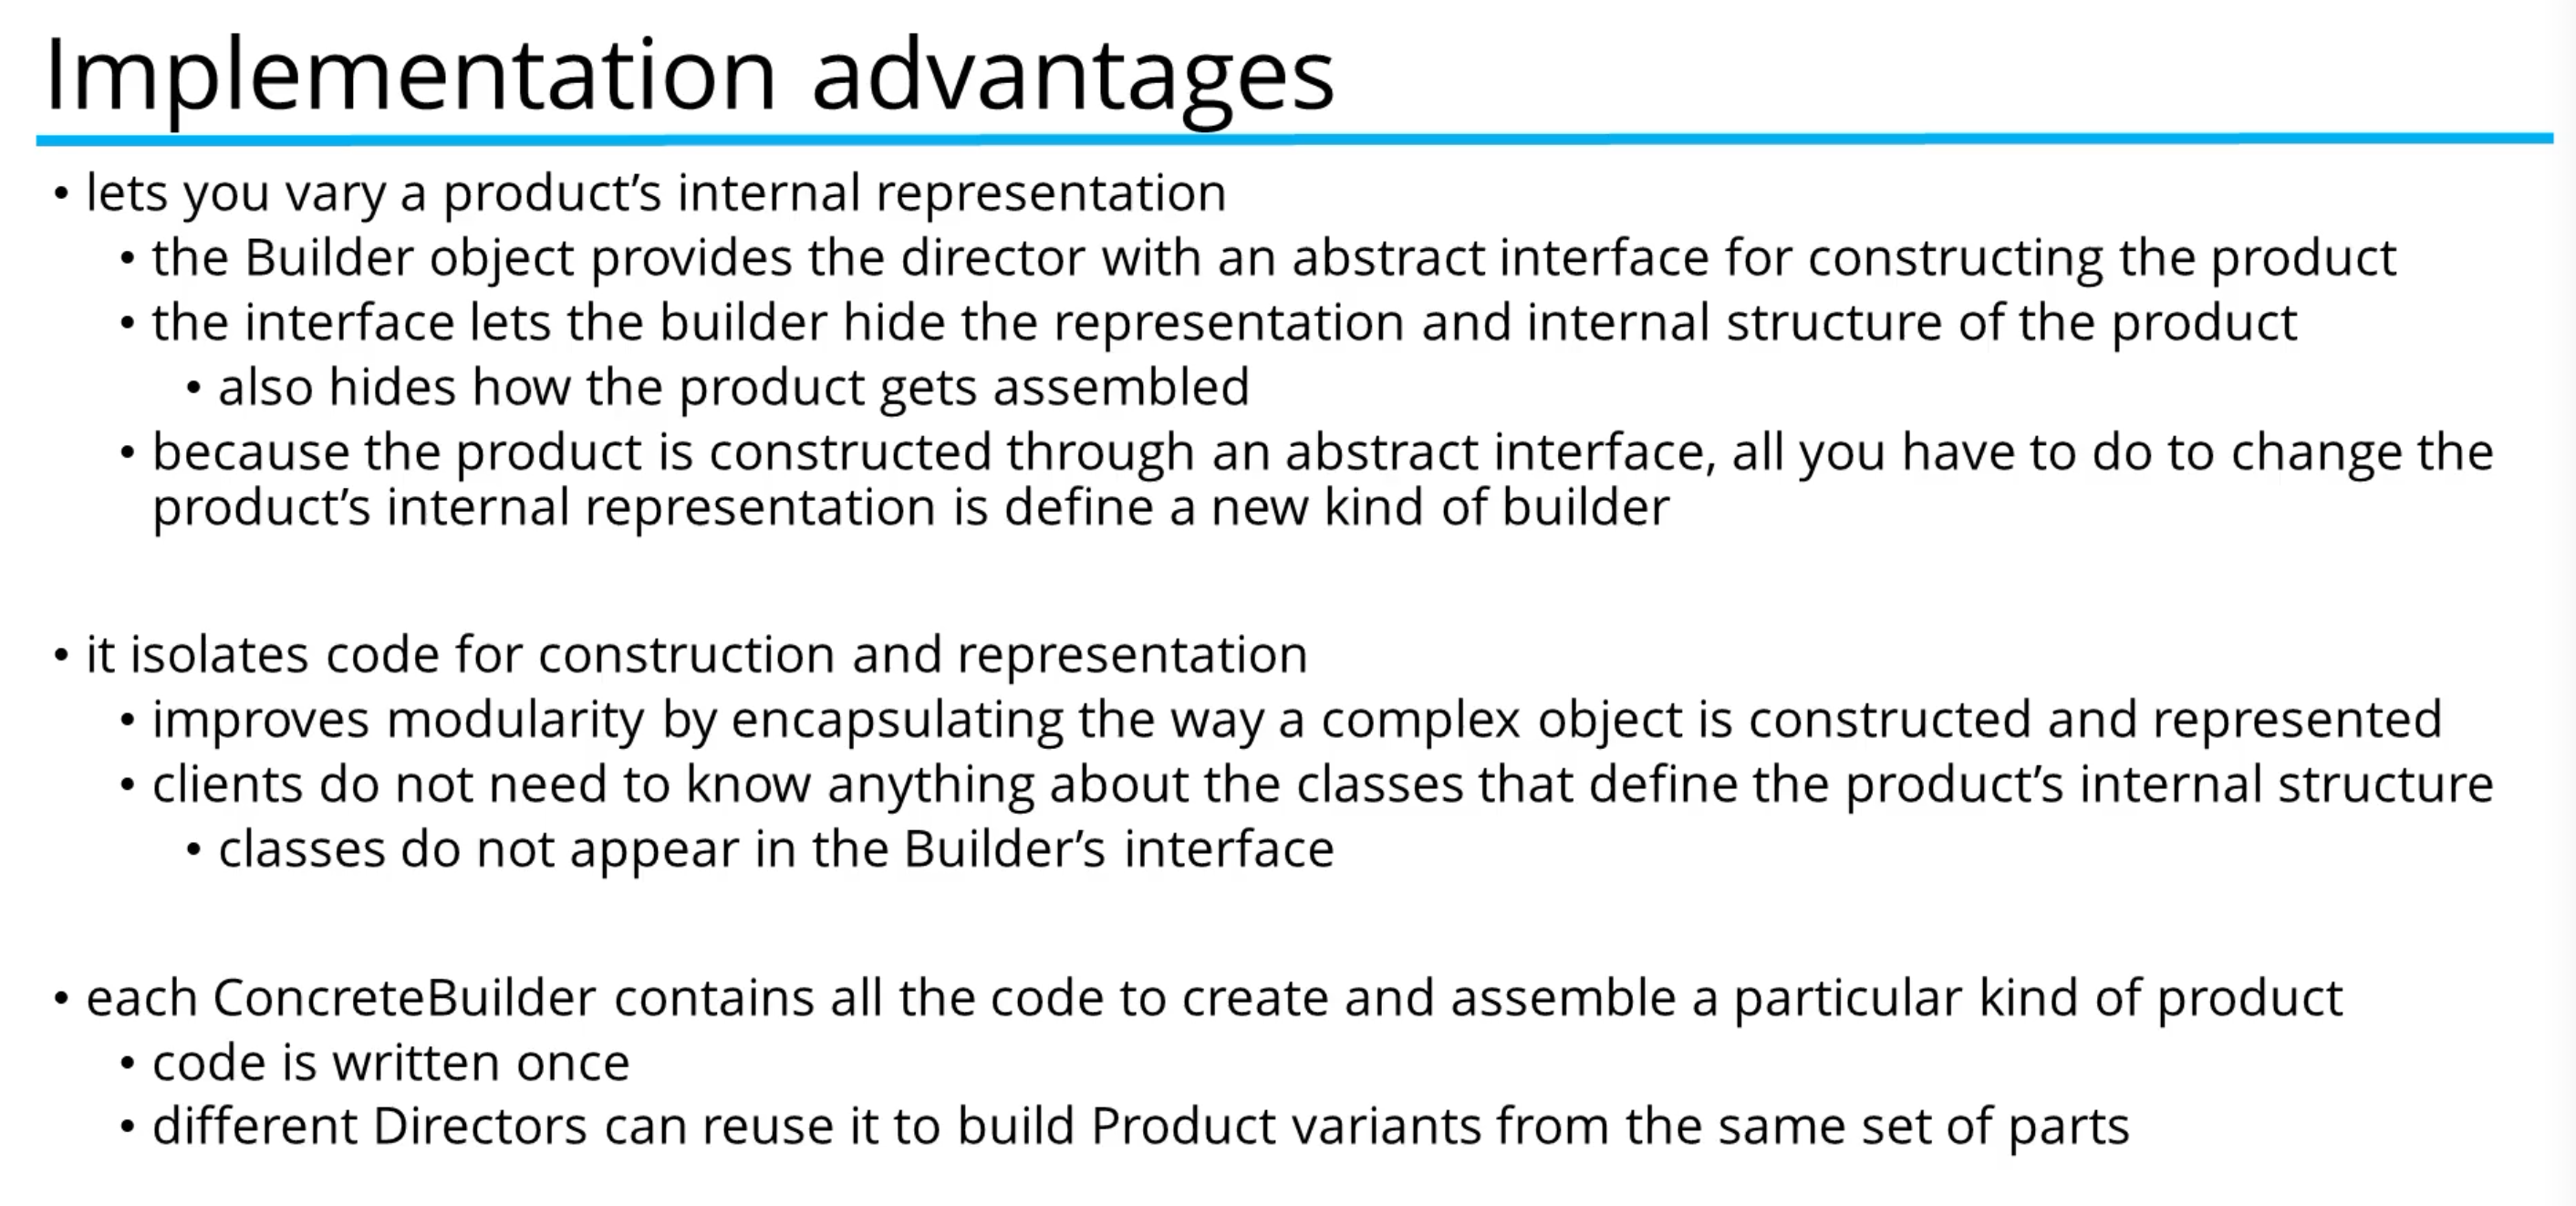 Implementation advantages
• lets you vary a product’s internal representation
• the Builder object provides the director with an abstract interface for constructing the product
• the interface lets the builder hide the representation and internal structure of the product
• also hides how the product gets assembled
• because the product is constructed through an abstract interface, all you have to do to change the
product’s internal representation is define a new kind of builder
• it isolates code for construction and representation
• improves modularity by encapsulating the way a complex object is constructed and represented
• clients do not need to know anything about the classes that define the product’s internal structure
• classes do not appear in the Builder’s interface
• each ConcreteBuilder contains all the code to create and assemble a particular kind of product
• code is written once
• different Directors can reuse it to build Product variants from the same set of parts